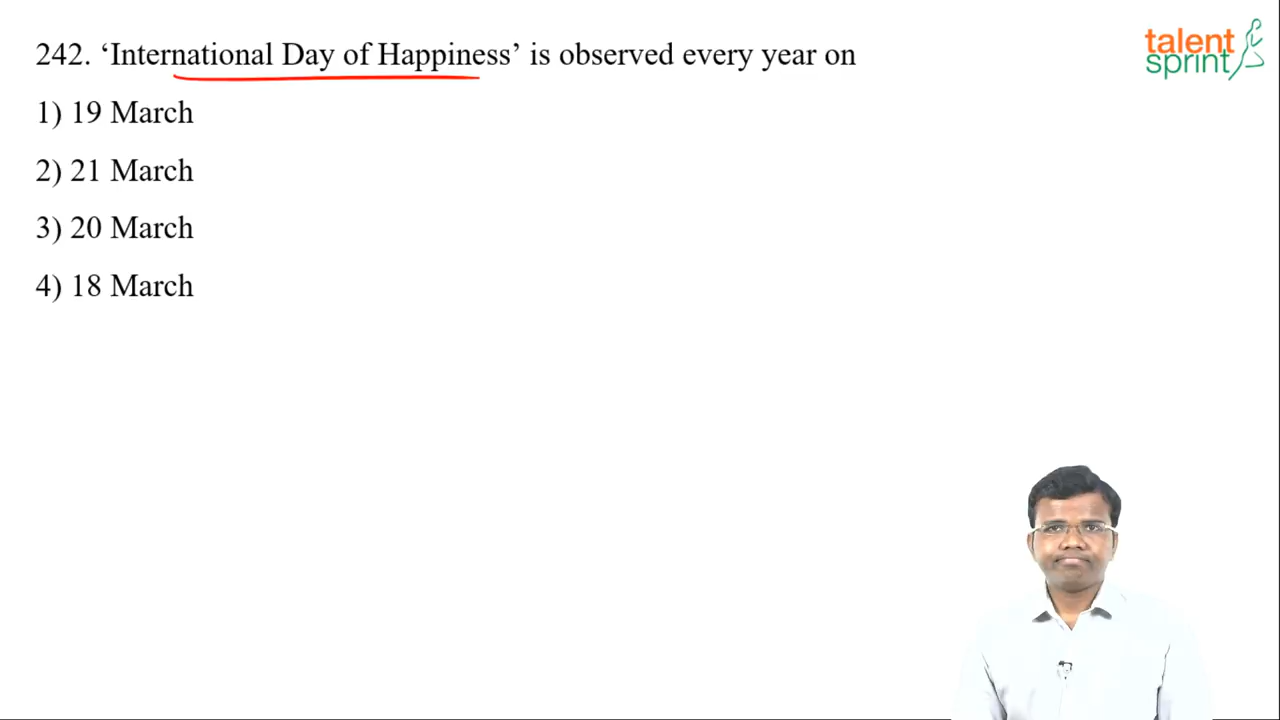 242. ‘International Day of Happiness’ is observed every year on
1) 19 March
2) 21 March
3) 20 March
4) 18 March
talent
sprint